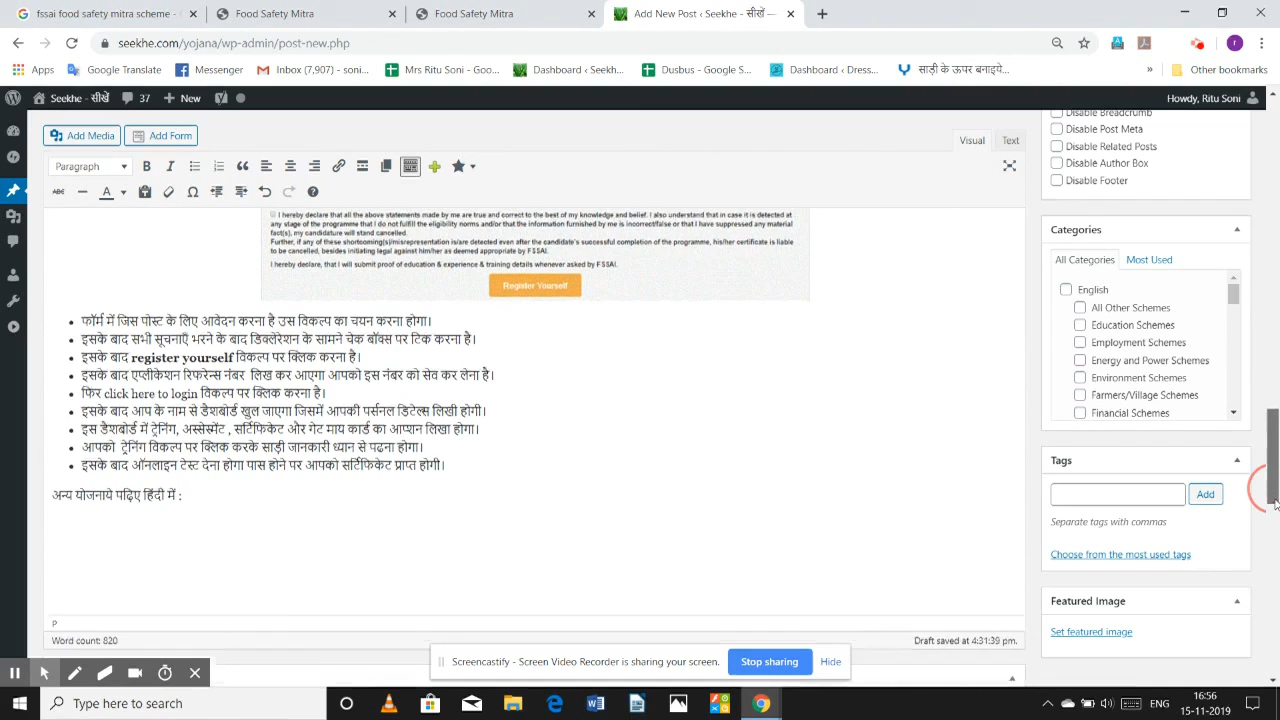 fssai food safety mitra scheme -
Food Safety Mitra
Food Safety Mitra
Add New Post ‹ Seekhe - सीखें —
seekhe.com/yojana/wp-admin/post-new.php
Apps Google Translate Messenger Inbox (7,907) - soni... Mrs Ritu Soni - Goo... Dashboard ‹ Seekh... Dusbus - Google S... Dashboard ‹ Dress... साड़ी के ऊपर बनाइये... » Other bookmarks
Seekhe - सीखें 37 New Howdy, Ritu Soni
Add Media Add Form
Visual Text
Paragraph
I hereby declare that all the above statements made by me are true and correct to the best of my knowledge and belief. I also understand that in case it is detected at
any stage of the programme that I do not fulfill the eligibility norms and/or that the information furnished by me is incorrect/false or that I have suppressed any material
fact(s), my candidature will stand cancelled.
Further, if any of these shortcoming(s)/misrepresentation is/are detected even after the candidate's successful completion of the programme, his/her certificate is liable
to be cancelled, besides initiating legal against him/her as deemed appropriate by FSSAI.
I hereby declare, that I will submit proof of education & experience & training details whenever asked by FSSAI.
Register Yourself
फॉर्म में जिस पोस्ट के लिए आवेदन करना है उस विकल्प का चयन करना होगा।
इसके बाद सभी सूचनाएँ भरने के बाद डिक्लेरेशन के सामने चेक बॉक्स पर टिक करना है।
इसके बाद register yourself विकल्प पर क्लिक करना है।
इसके बाद एप्लीकेशन रिफरेन्स नंबर लिख कर आएगा आपको इस नंबर को सेव कर लेना है।
फिर click here to login विकल्प पर क्लिक करना है।
इसके बाद आप के नाम से डैशबोर्ड खुल जाएगा जिसमें आपकी पर्सनल डिटेल्स लिखी होगी।
इस डैशबोर्ड में ट्रेनिंग, अस्सेस्मेंट , सर्टिफिकेट और गेट माय कार्ड का आप्शन लिखा होगा।
आपको ट्रेनिंग विकल्प पर क्लिक करके साड़ी जानकारी ध्यान से पढना होगा।
इसके बाद ऑनलाइन टेस्ट देना होगा पास होने पर आपको सर्टिफिकेट प्राप्त होगी।
अन्य योजनाये पढ़िए हिंदी में :
P
Word count: 820
Draft saved at 4:31:39 pm.
Disable Breadcrumb
Disable Post Meta
Disable Related Posts
Disable Author Box
Disable Footer
Categories
All Categories Most Used
English
All Other Schemes
Education Schemes
Employment Schemes
Energy and Power Schemes
Environment Schemes
Farmers/Village Schemes
Financial Schemes
Tags
Add
Separate tags with commas
Choose from the most used tags
Featured Image
Set featured image
Screencastify - Screen Video Recorder is sharing your screen. Stop sharing Hide
Type here to search
ENG
16:56
15-11-2019